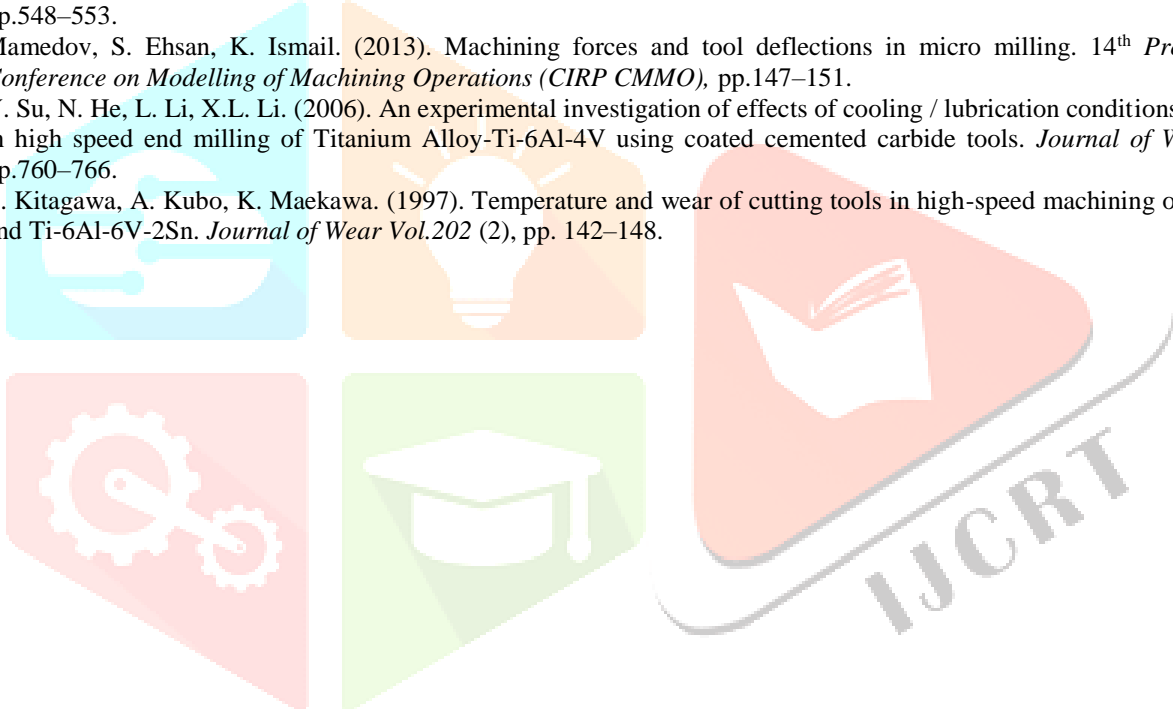 pp.548–553.
Mamedov, S. Ehsan, K. Ismail. (2013). Machining forces and tool deflections in micro milling. 14th
Conference on Modelling of Machining Operations (CIRP CMMO), pp.147–151.
Y. Su, N. He, L. Li, X.L. Li. (2006). An experimental investigation of effects of cooling / lubrication conditions
high speed end milling of Titanium Alloy-Ti-6Al-4V using coated cemented carbide tools. Journal of
pp.760–766.
. Kitagawa, A. Kubo, K. Maekawa. (1997). Temperature and wear of cutting tools in high-speed machining
and Ti-6Al-6V-2Sn. Journal of Wear Vol.202 (2), pp. 142–148.
IJCRT